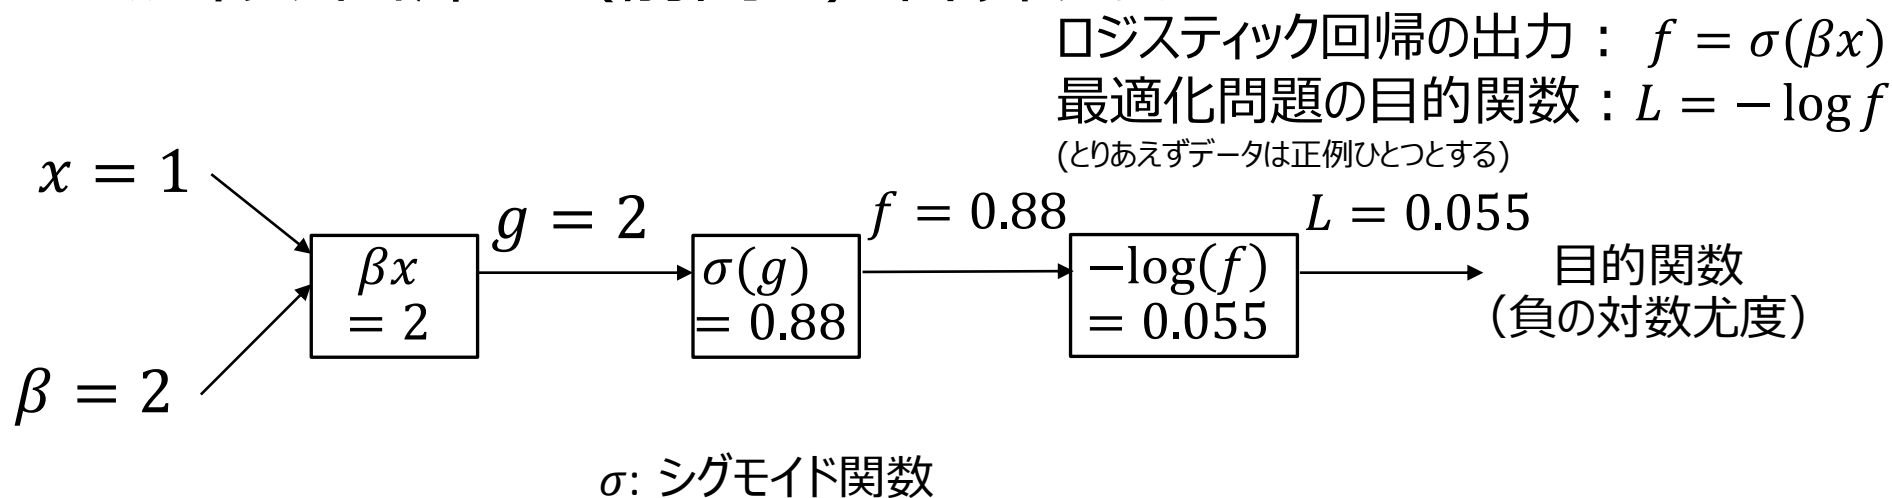 ロジスティック回帰の出力： f = σ(βx)
最適化問題の目的関数：L = − log f
(とりあえずデータは正例ひとつとする)
x = 1
g = 2
f = 0.88
L = 0.055
βx
= 2
σ(g)
= 0.88
−log(f)
= 0.055
目的関数
（負の対数尤度）
β = 2
σ: シグモイド関数